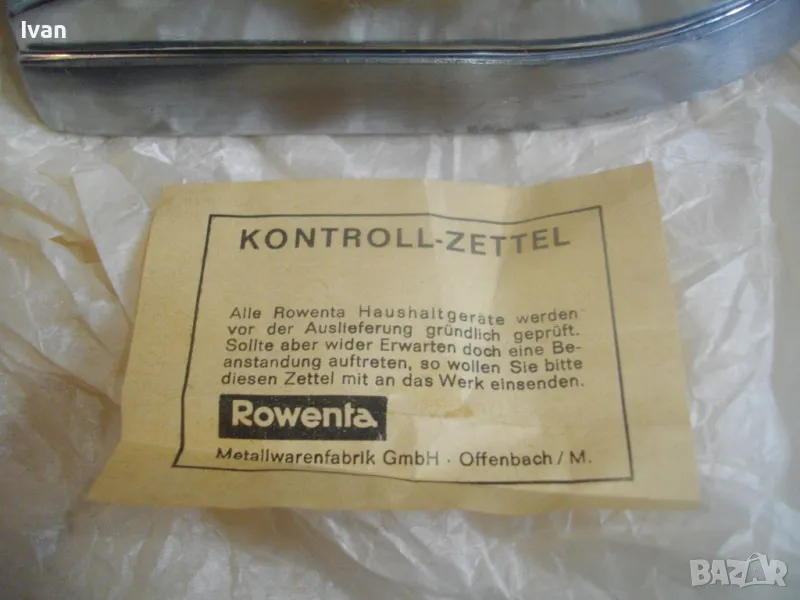 Ivan
KONTROLL-ZETTEL
Alle Rowenta Haushaltgeräte werden
vor der Auslieferung gründlich geprüft.
Sollte aber wider Erwarten doch eine Be-
anstandung auftreten, so wollen Sie bitte
diesen Zettel mit an das Werk einsenden.
Rowenta
Metallwarenfabrik GmbH · Offenbach/M.
BAZAR